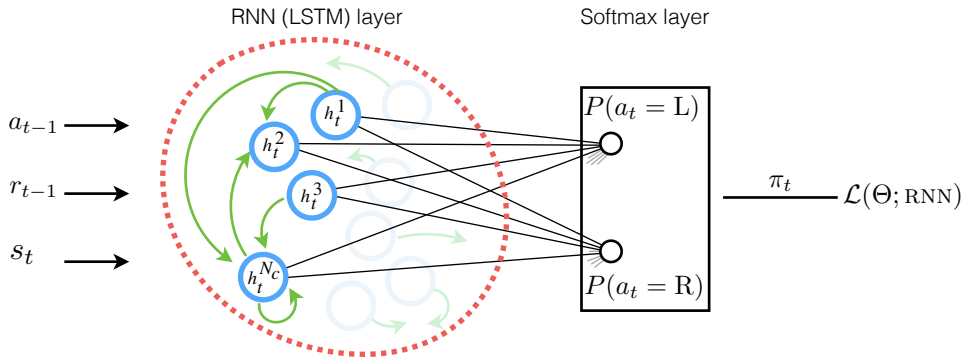 RNN (LSTM) layer
Softmax layer
a_{t−1}
r_{t−1}
s_t
h_t^1
h_t^2
h_t^3
h_t^{N_c}
P(a_t = L)
P(a_t = R)
π_t
ℒ(Θ; RNN)